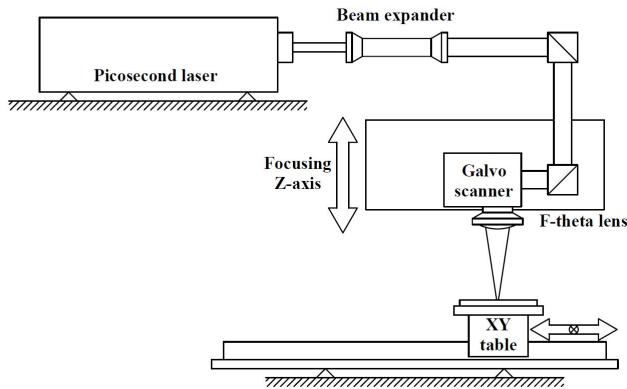 Beam expander
Picosecond laser
Focusing
Z-axis
Galvo
scanner
F-theta lens
XY
table